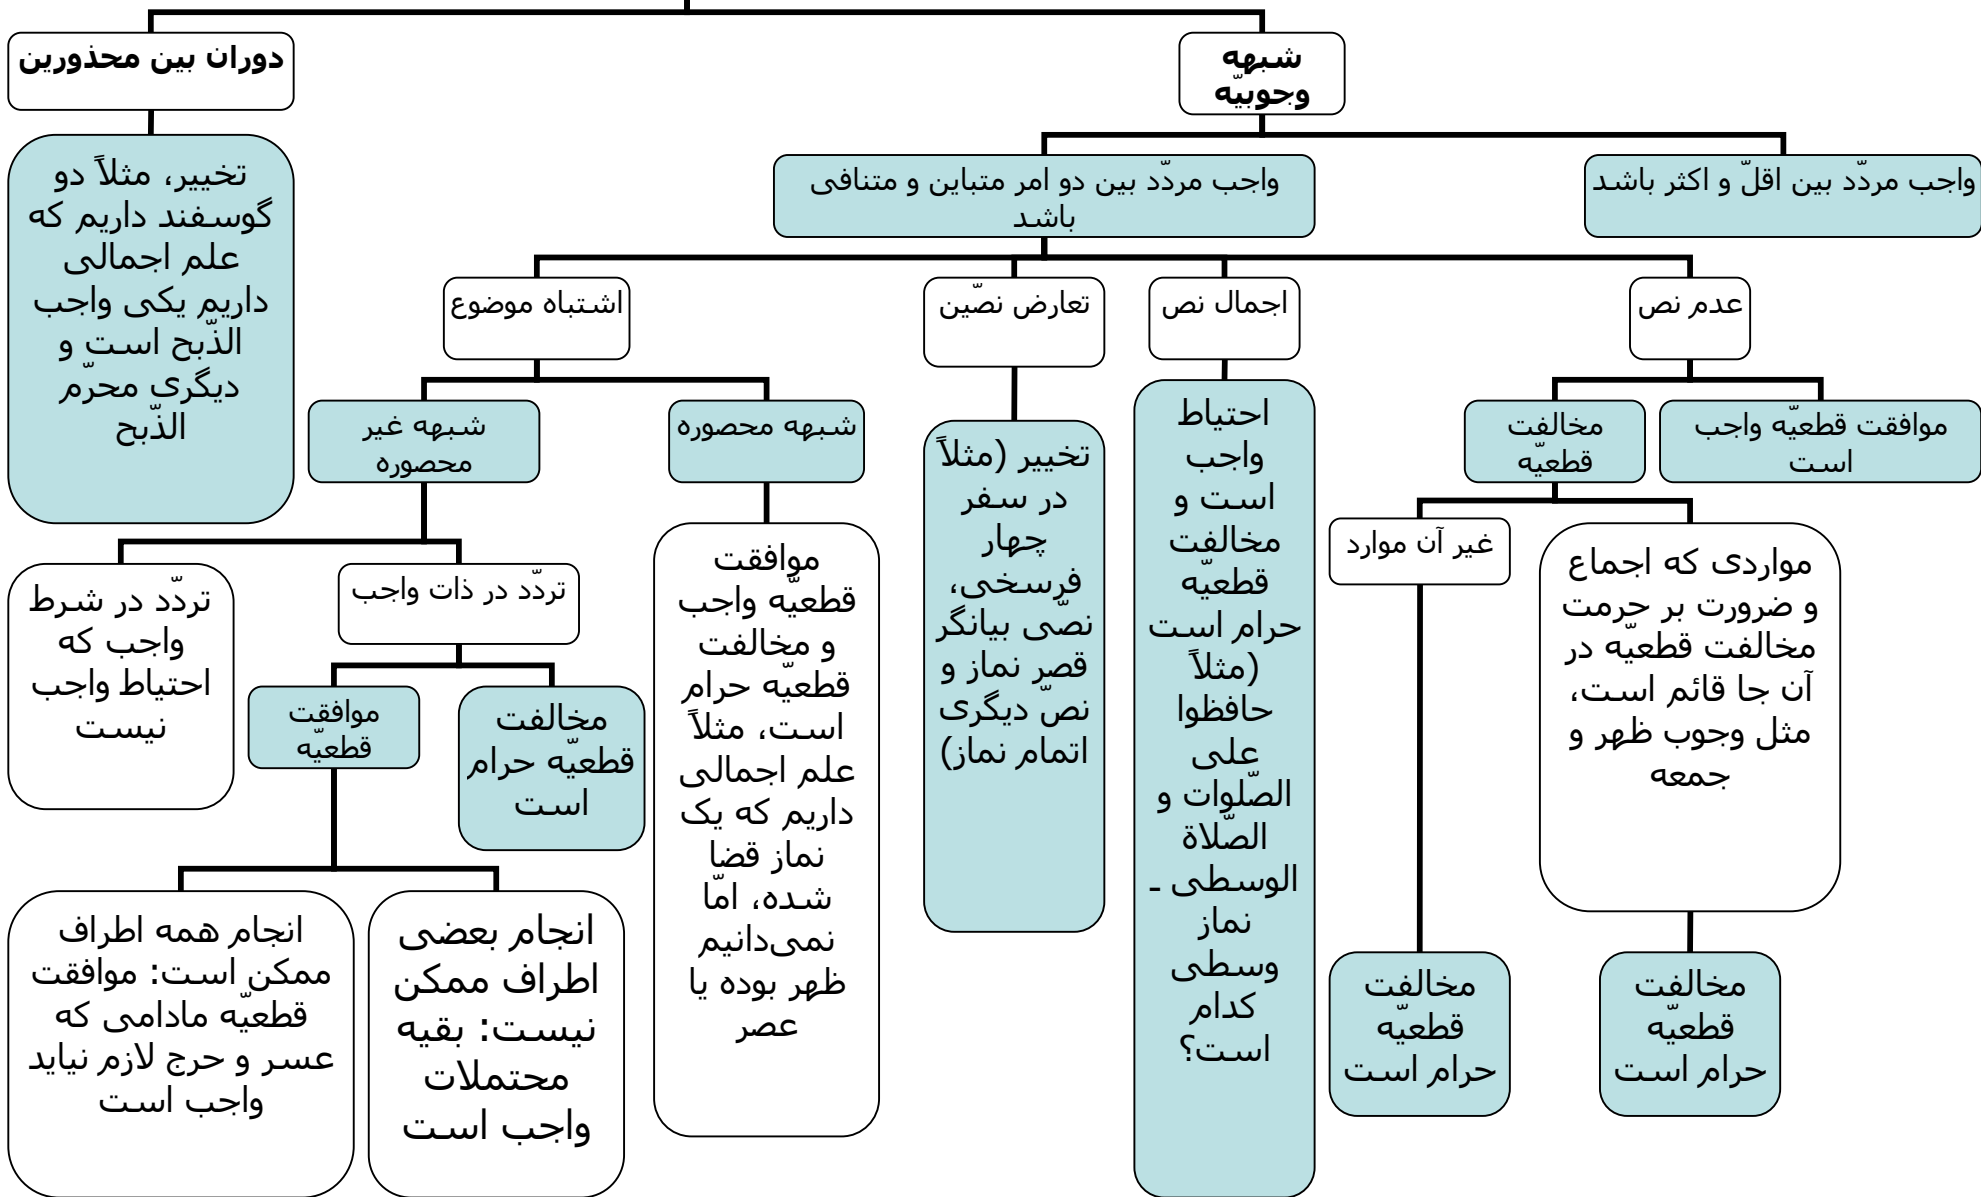 شبهه
وجوبیّه
دوران بین محذورین
واجب مردّد بین اقلّ و اکثر باشد
واجب مردّد بین دو امر متباین و متنافی
باشد
عدم نص
اجمال نص
تعارض نصّین
اشتباه موضوع
موافقت قطعیّه واجب
است
مخالفت
قطعیّه
مواردی که اجماع
و ضرورت بر حرمت
مخالفت قطعیّه در
آن جا قائم است،
مثل وجوب ظهر و
جمعه
غیر آن موارد
مخالفت
قطعیّه
حرام است
مخالفت
قطعیّه
حرام است
احتیاط
واجب
است و
مخالفت
قطعیّه
حرام است
(مثلاً
حافظوا
علی
الصّلوات و
الصّلاة
الوسطی ـ
نماز
وسطی
کدام
است؟
تخییر (مثلاً
در سفر
چهار
فرسخی،
نصّی بیانگر
قصر نماز و
نصّ دیگری
اتمام نماز)
شبهه محصوره
شبهه غیر
محصوره
موافقت
قطعیّه واجب
و مخالفت
قطعیّه حرام
است، مثلاً
علم اجمالی
داریم که یک
نماز قضا
شده، امّا
نمی‌دانیم
ظهر بوده یا
عصر
تردّد در ذات واجب
تردّد در شرط
واجب که
احتیاط واجب
نیست
مخالفت
قطعیّه حرام
است
موافقت
قطعیّه
انجام بعضی
اطراف ممکن
نیست: بقیه
محتملات
واجب است
انجام همه اطراف
ممکن است: موافقت
قطعیّه مادامی که
عسر و حرج لازم نیاید
واجب است
تخییر، مثلاً دو
گوسفند داریم که
علم اجمالی
داریم یکی واجب
الذّبح است و
دیگری محرّم
الذّبح